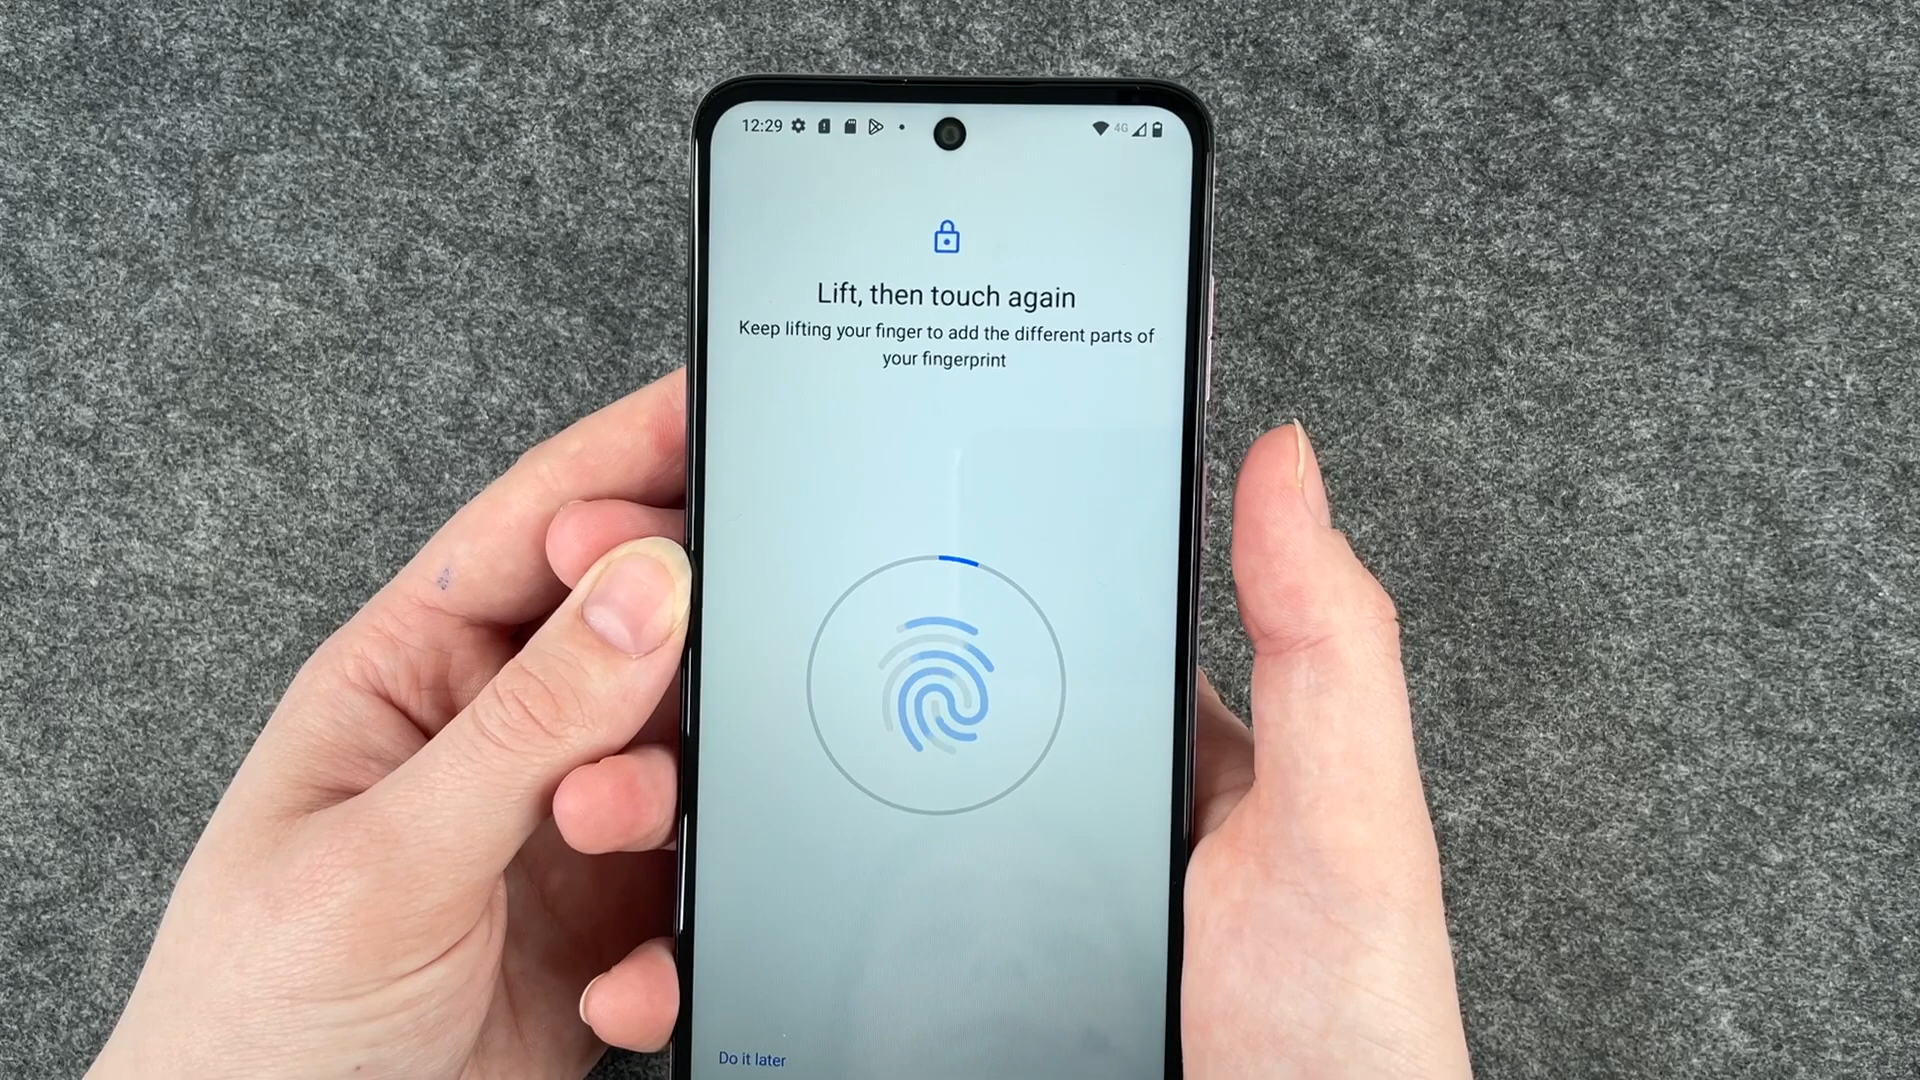 12:29
4G
Lift, then touch again
Keep lifting your finger to add the different parts of
your fingerprint
Do it later